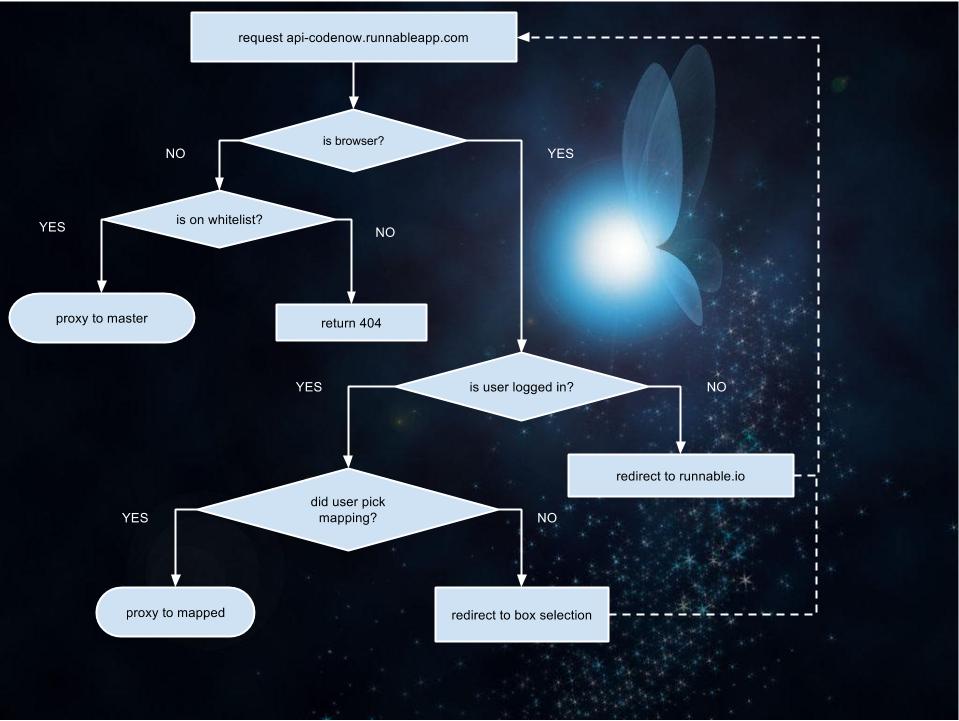 request api-codenow.runnableapp.com
is browser?
NO
YES
is on whitelist?
YES
NO
proxy to master
return 404
is user logged in?
YES
NO
redirect to runnable.io
did user pick
mapping?
YES
NO
proxy to mapped
redirect to box selection